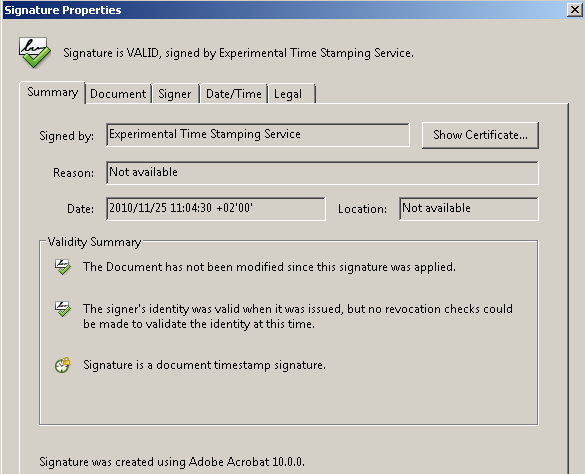 Signature Properties
Signature is VALID, signed by Experimental Time Stamping Service.
Summary Document Signer Date/Time Legal
Signed by: Experimental Time Stamping Service Show Certificate...
Reason: Not available
Date: 2010/11/25 11:04:30 +02'00' Location: Not available
Validity Summary
The Document has not been modified since this signature was applied.
The signer's identity was valid when it was issued, but no revocation checks could
be made to validate the identity at this time.
Signature is a document timestamp signature.
Signature was created using Adobe Acrobat 10.0.0.